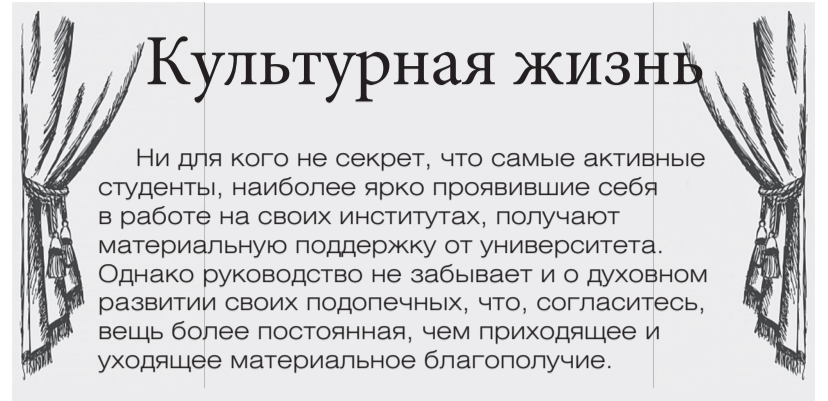 Культурная жизнь
Ни для кого не секрет, что самые активные
студенты, наиболее ярко проявившие себя
в работе на своих институтах, получают
материальную поддержку от университета.
Однако руководство не забывает и о духовном
развитии своих подопечных, что, согласитесь,
вещь более постоянная, чем приходящее и
уходящее материальное благополучие.